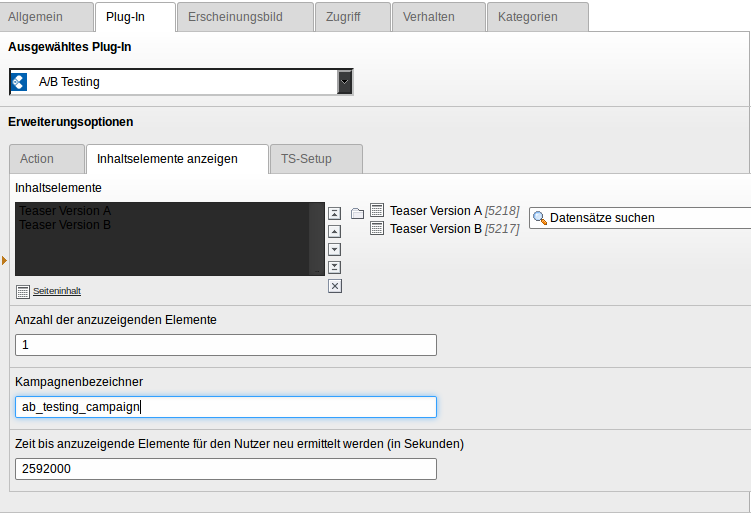 Allgemein Plug-In Erscheinungsbild Zugriff Verhalten Kategorien
Ausgewähltes Plug-In
A/B Testing
Erweiterungsoptionen
Action Inhaltselemente anzeigen TS-Setup
Inhaltselemente
Teaser Version A
Teaser Version B
Teaser Version A [5218]
Teaser Version B [5217]
Datensätze suchen
Seiteninhalt
Anzahl der anzuzeigenden Elemente
1
Kampagnenbezeichner
ab_testing_campaign
Zeit bis anzuzeigende Elemente für den Nutzer neu ermittelt werden (in Sekunden)
2592000